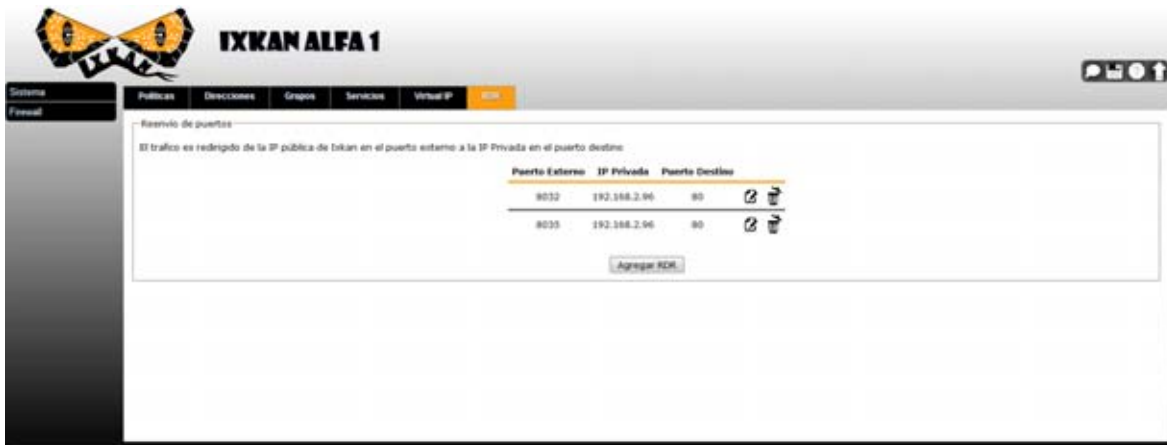 IXKAN
IXKAN ALFA 1
Sistema
Firewall
Politicas Direcciones Grupos Servicios Virtual IP RDR
Reenvio de puertos
El trafico es redirigido de la IP pública de Ixkan en el puerto externo a la IP Privada en el puerto destino
Puerto Externo IP Privada Puerto Destino
8032 192.168.2.96 80
8035 192.168.2.96 80
Agregar RDR